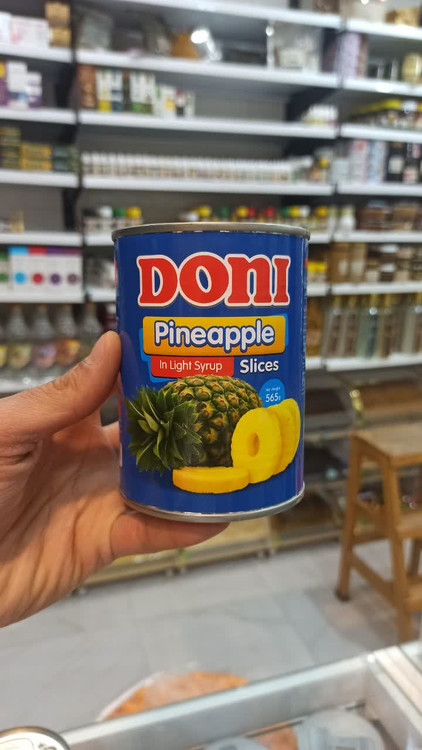 DONI
Pineapple
In Light Syrup Slices
565g